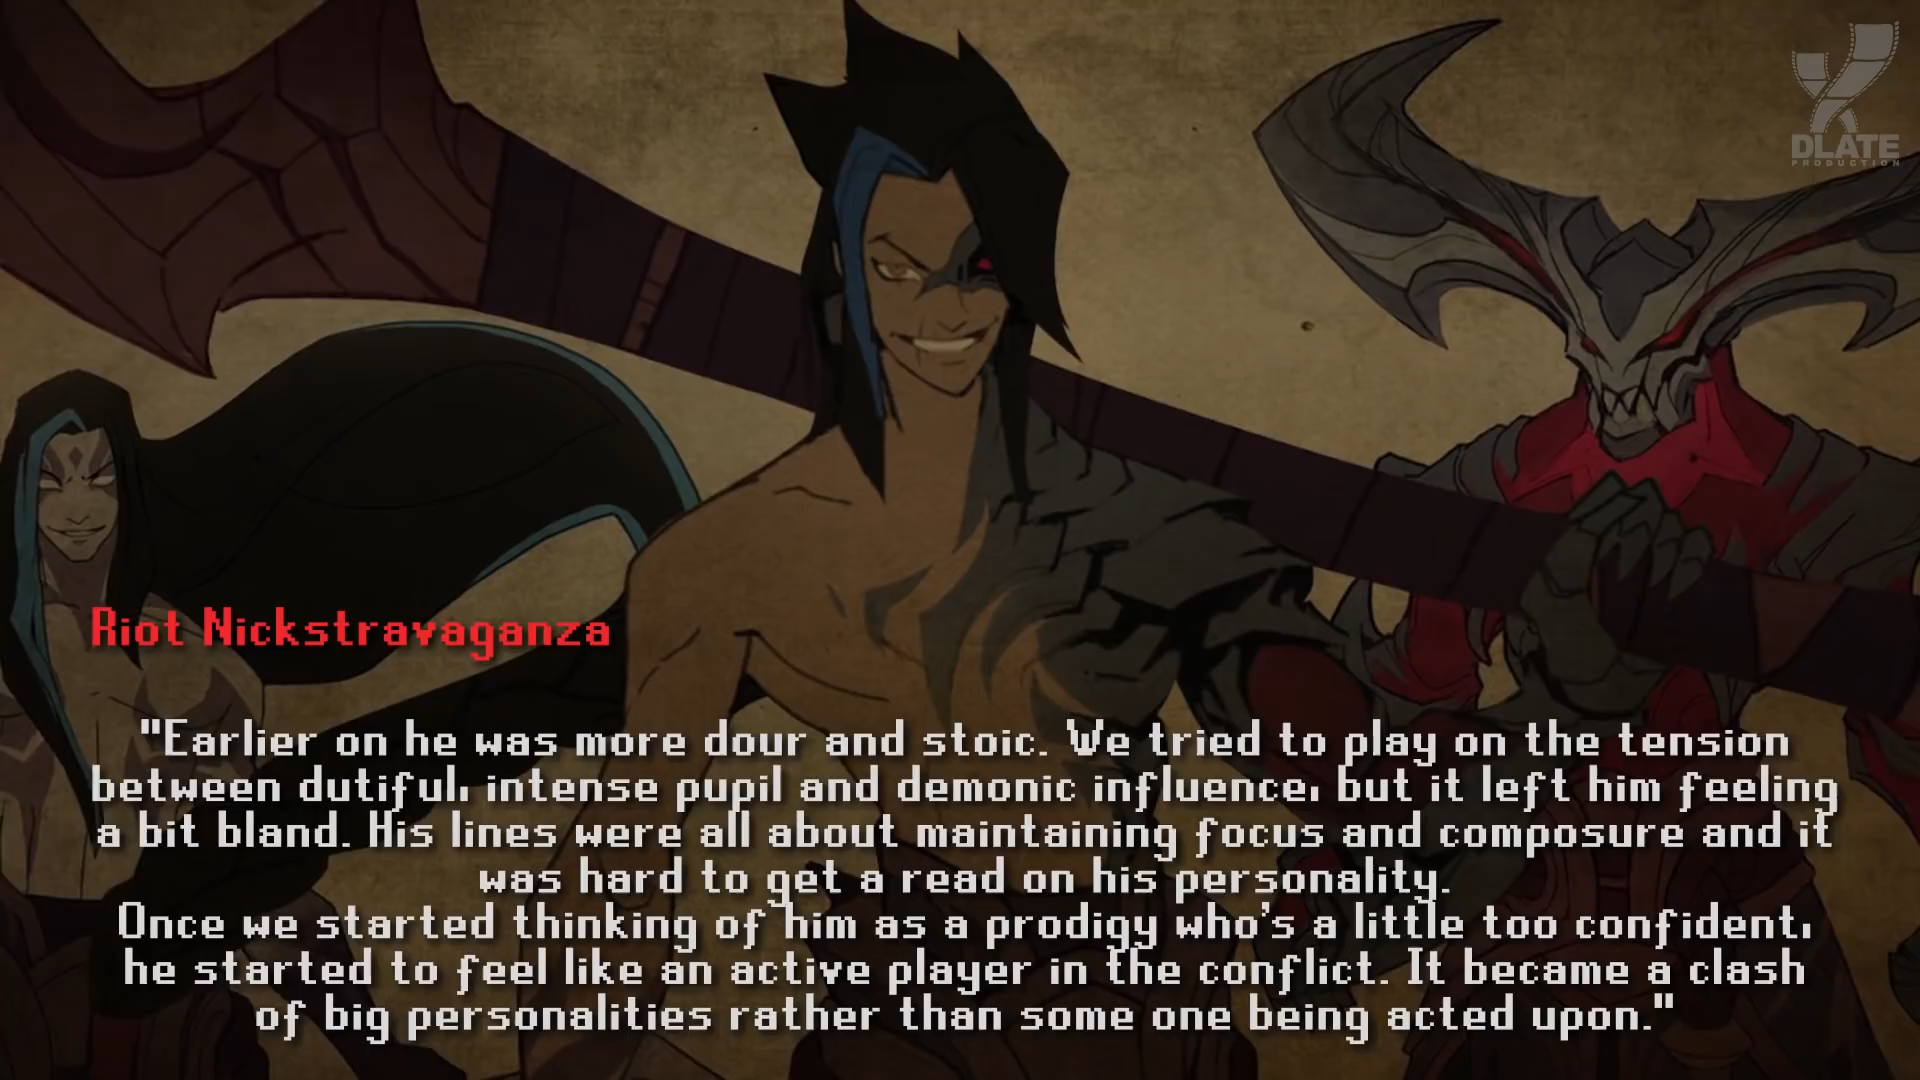 DLATE
PRODUCTION
Riot Nickstravaganza
"Earlier on he was more dour and stoic. We tried to play on the tension
between dutiful, intense pupil and demonic influence, but it left him feeling
a bit bland. His lines were all about maintaining focus and composure and it
was hard to get a read on his personality.
Once we started thinking of him as a prodigy who's a little too confident,
he started to feel like an active player in the conflict. It became a clash
of big personalities rather than some one being acted upon."